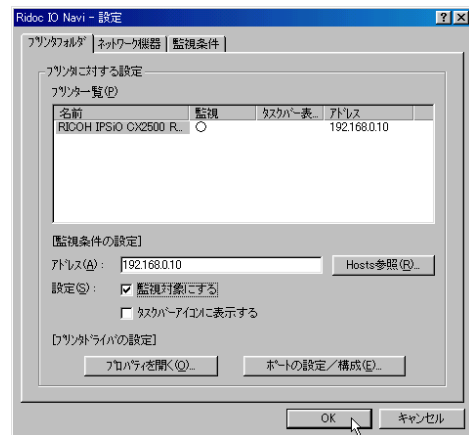 Ridoc IO Navi - 設定
プリンタフォルダ ネットワーク機器 監視条件
プリンタに対する設定
プリンター覧(P)
名前 監視 タスクバー表... アドレス
RICOH IPSiO CX2500 R... ○ 192.168.0.10
[監視条件の設定]
アドレス(A): 192.168.0.10 Hosts参照(R)...
設定(S): 監視対象にする
タスクバーアイコンに表示する
[プリンタドライバの設定]
プロパティを開く(O)... ポートの設定/構成(E)...
OK キャンセル